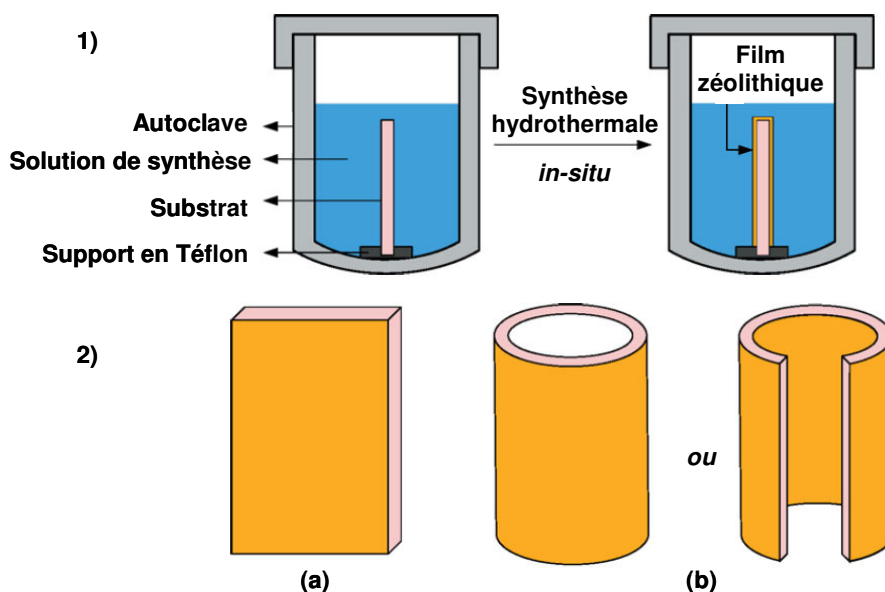 1)
Autoclave
Solution de synthèse
Substrat
Support en Téflon
Synthèse
hydrothermale
in-situ
Film
zéolithique
2)
ou
(a)
(b)